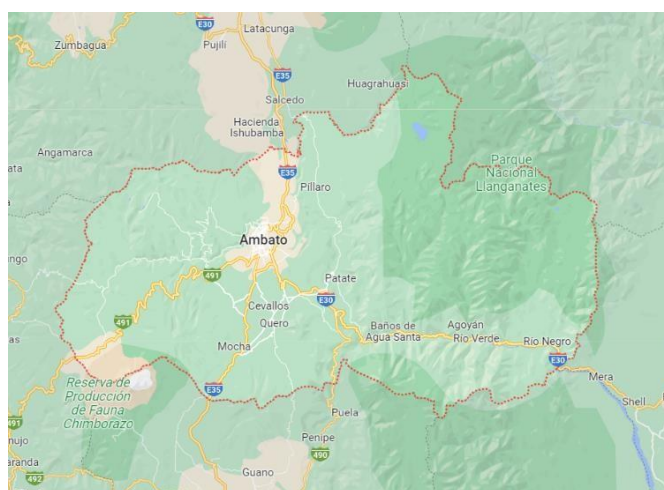 E30
Latacunga
Zumbagua
Pujilí
E35
Huagrahuasi
Salcedo
Hacienda
Ishubamba
Angamarca
Parque
Nacional
Llanganates
E35
Píllaro
Ambato
491
Patate
E30
Cevallos
491
Quero
Baños de
Agua Santa
Agoyán
Río Verde
Río Negro
Mocha
E30
Mera
Reserva de
Producción
de Fauna
Chimborazo
E35
Shell
Puela
Penipe
490
Guano
492